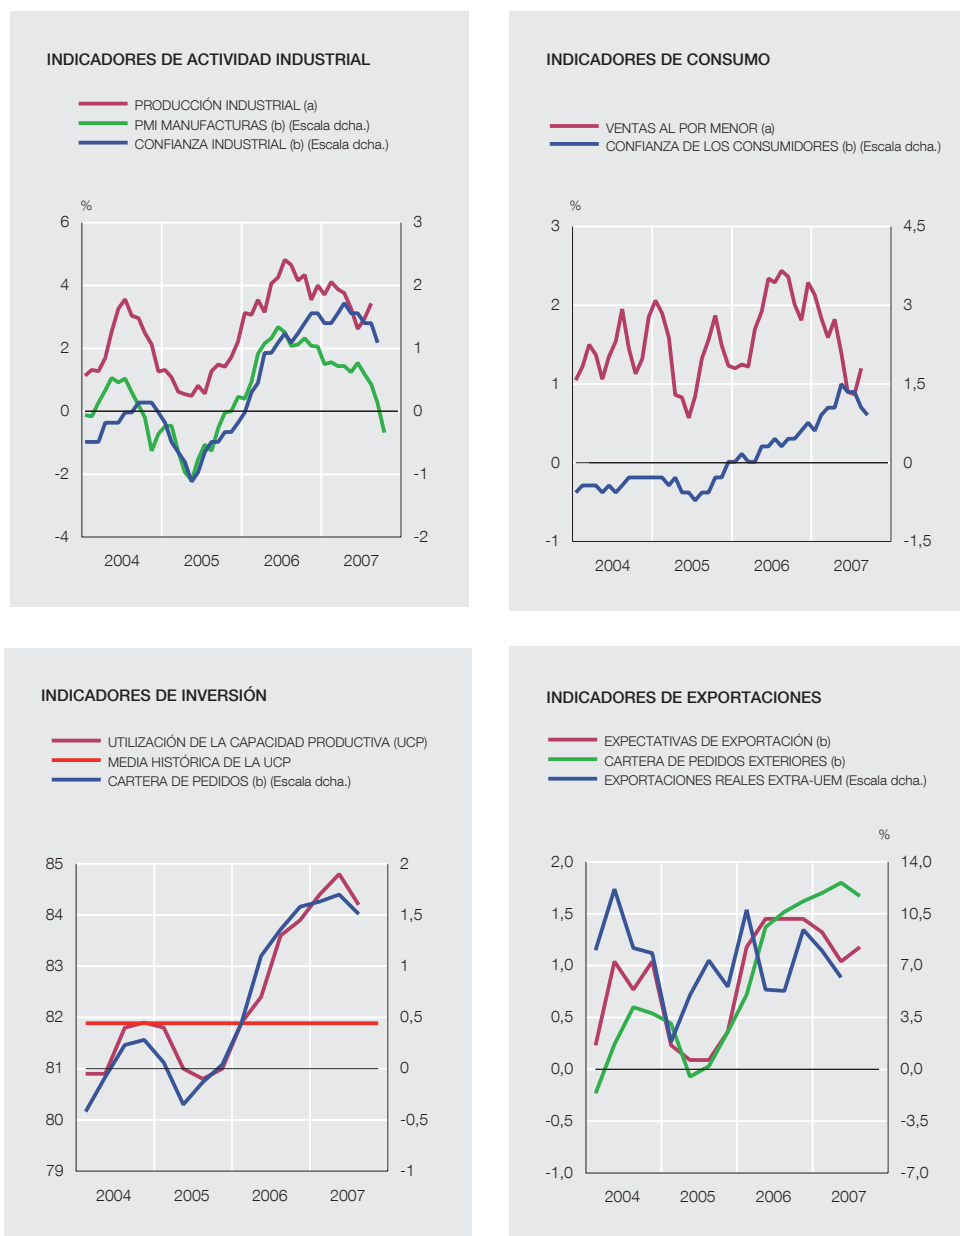 INDICADORES DE ACTIVIDAD INDUSTRIAL
PRODUCCIÓN INDUSTRIAL (a)
PMI MANUFACTURAS (b) (Escala dcha.)
CONFIANZA INDUSTRIAL (b) (Escala dcha.)
%
6 3
4 2
2 1
0 0
-2 -1
-4 -2
2004 2005 2006 2007
INDICADORES DE CONSUMO
VENTAS AL POR MENOR (a)
CONFIANZA DE LOS CONSUMIDORES (b) (Escala dcha.)
%
3 4,5
2 3
1 1,5
0 0
-1 -1,5
2004 2005 2006 2007
INDICADORES DE INVERSIÓN
UTILIZACIÓN DE LA CAPACIDAD PRODUCTIVA (UCP)
MEDIA HISTÓRICA DE LA UCP
CARTERA DE PEDIDOS (b) (Escala dcha.)
85 2
84 1,5
83 1
82 0,5
81 0
80 -0,5
79 -1
2004 2005 2006 2007
INDICADORES DE EXPORTACIONES
EXPECTATIVAS DE EXPORTACIÓN (b)
CARTERA DE PEDIDOS EXTERIORES (b)
EXPORTACIONES REALES EXTRA-UEM (Escala dcha.)
%
2,0 14,0
1,5 10,5
1,0 7,0
0,5 3,5
0,0 0,0
-0,5 -3,5
-1,0 -7,0
2004 2005 2006 2007